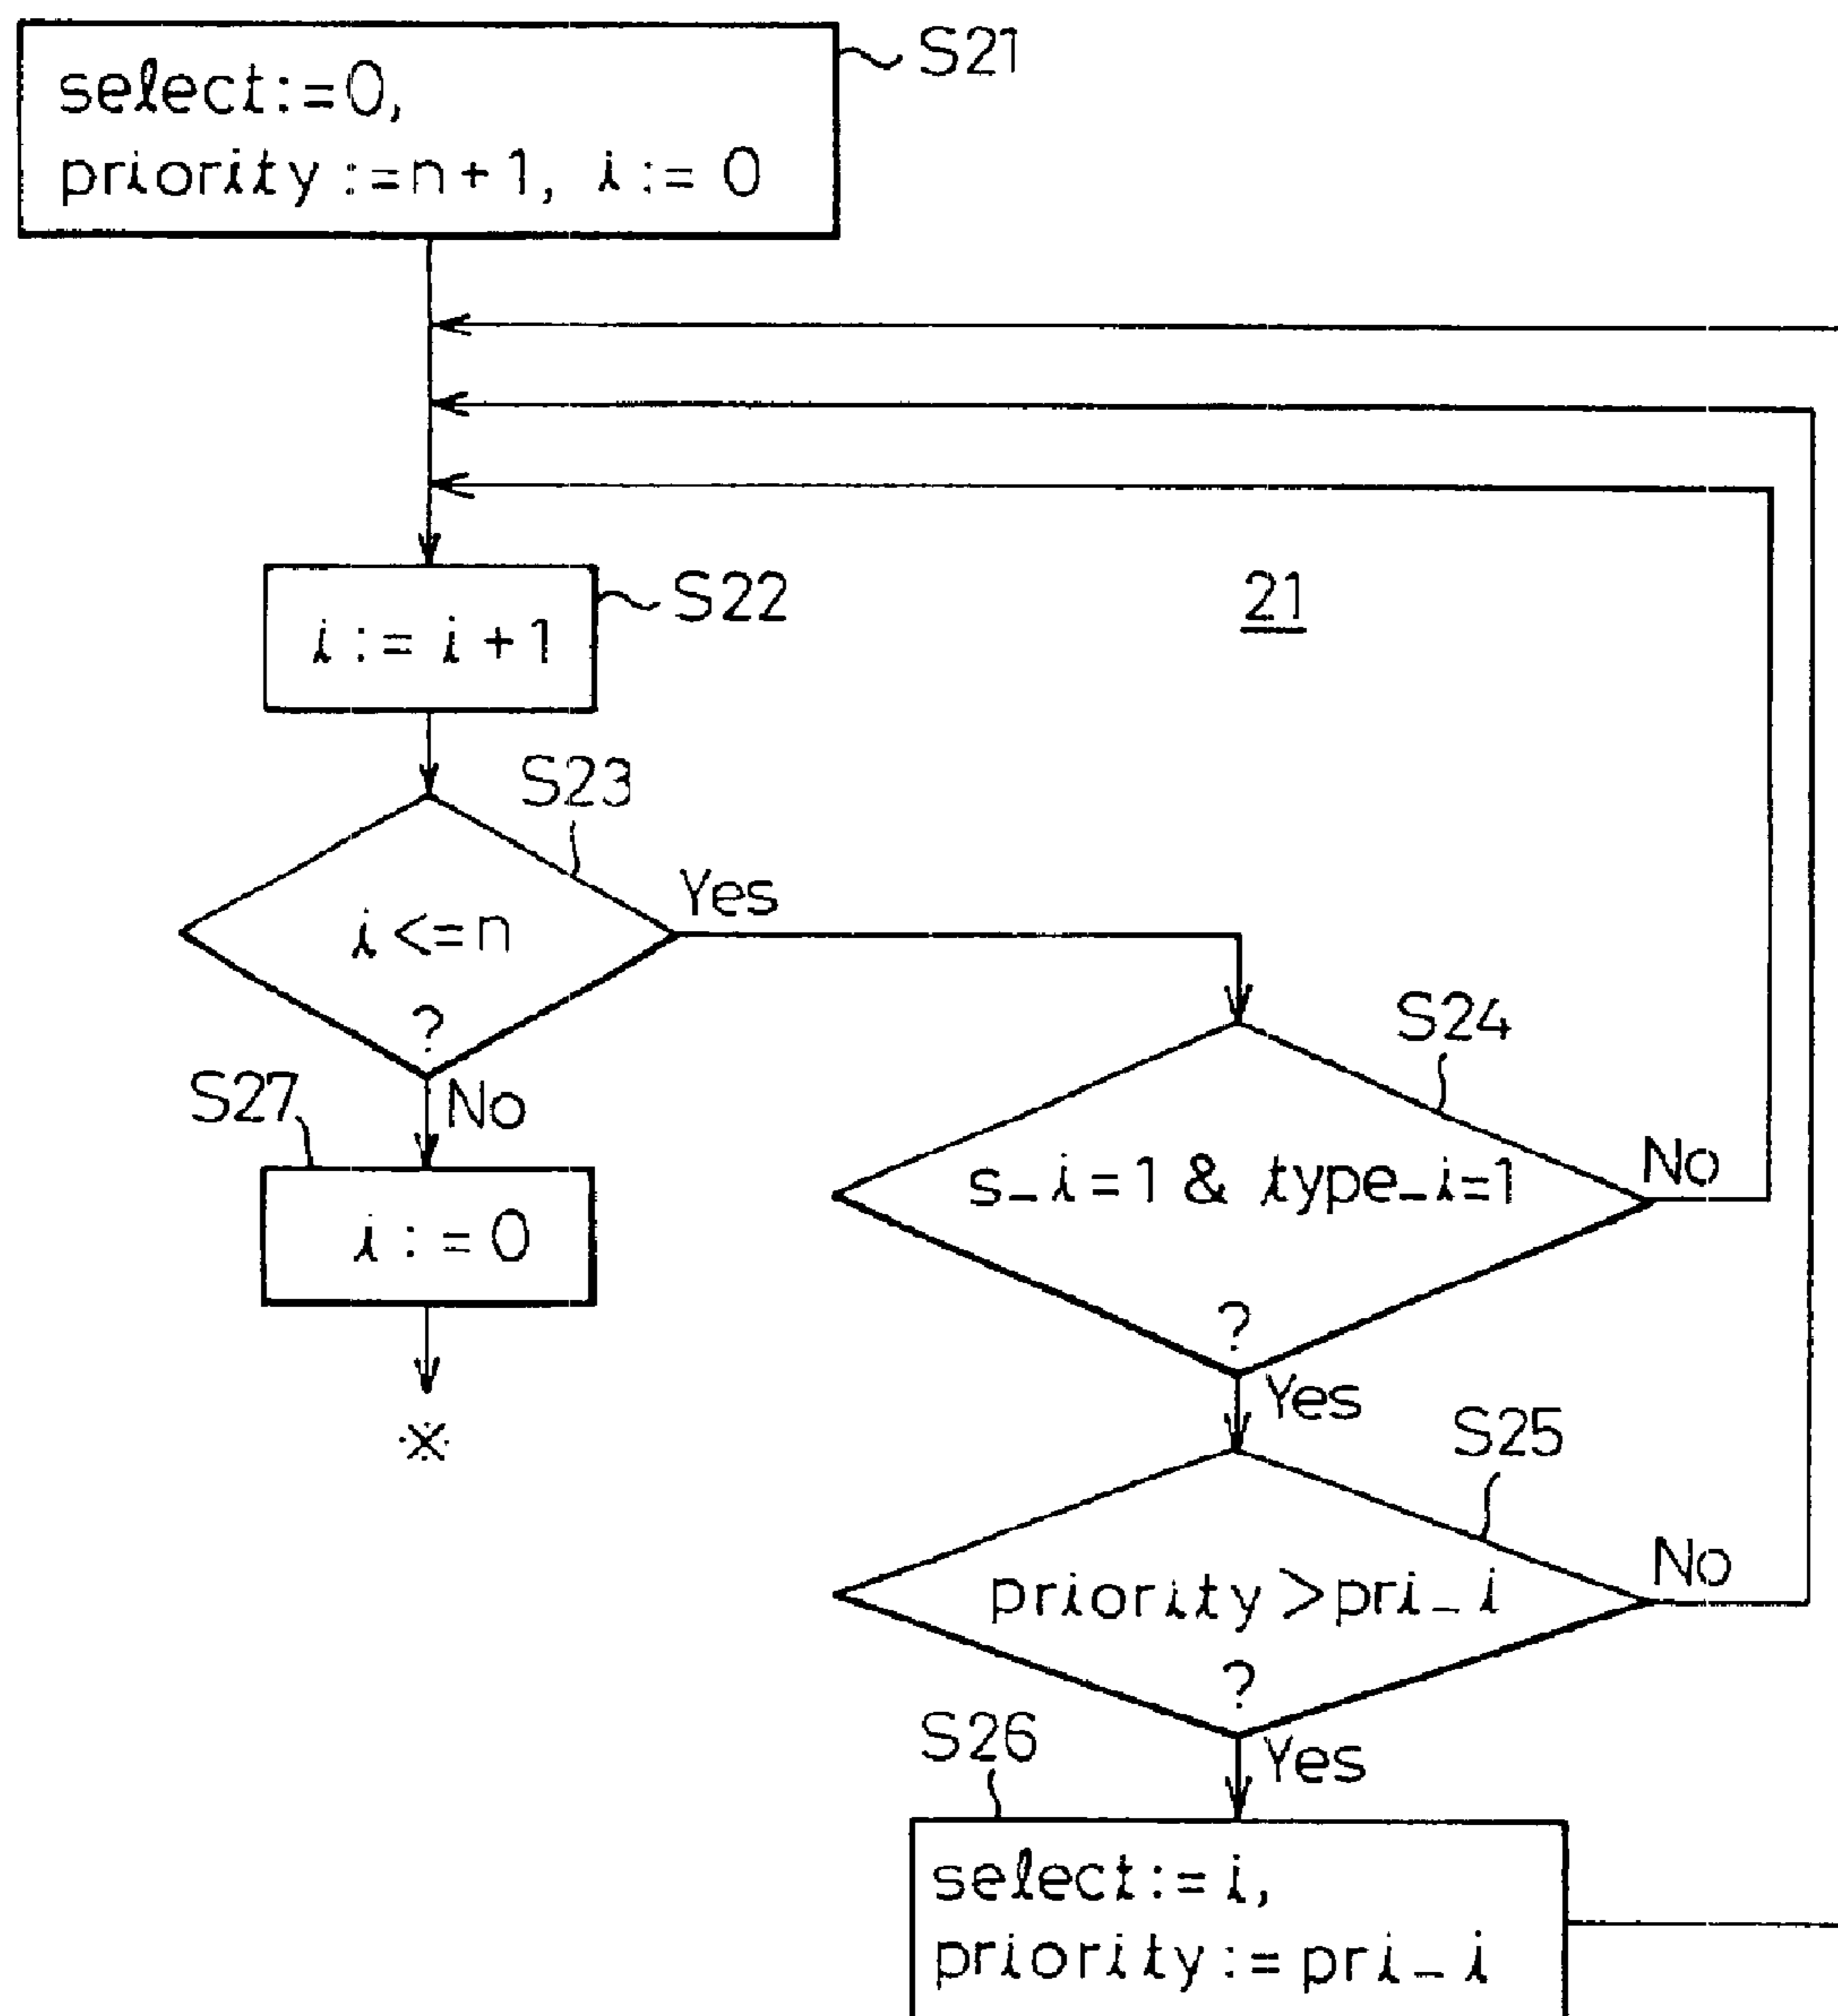 S21
select:=0,
priority:=n+1, i:=0
S22
i:=i+1
21
S23
i<=n
?
Yes
No
S24
s_i=1 & type_i=1
?
No
Yes
S27
i:=0
※
S25
priority>pri_i
?
No
Yes
S26
select:=i,
priority:=pri_i